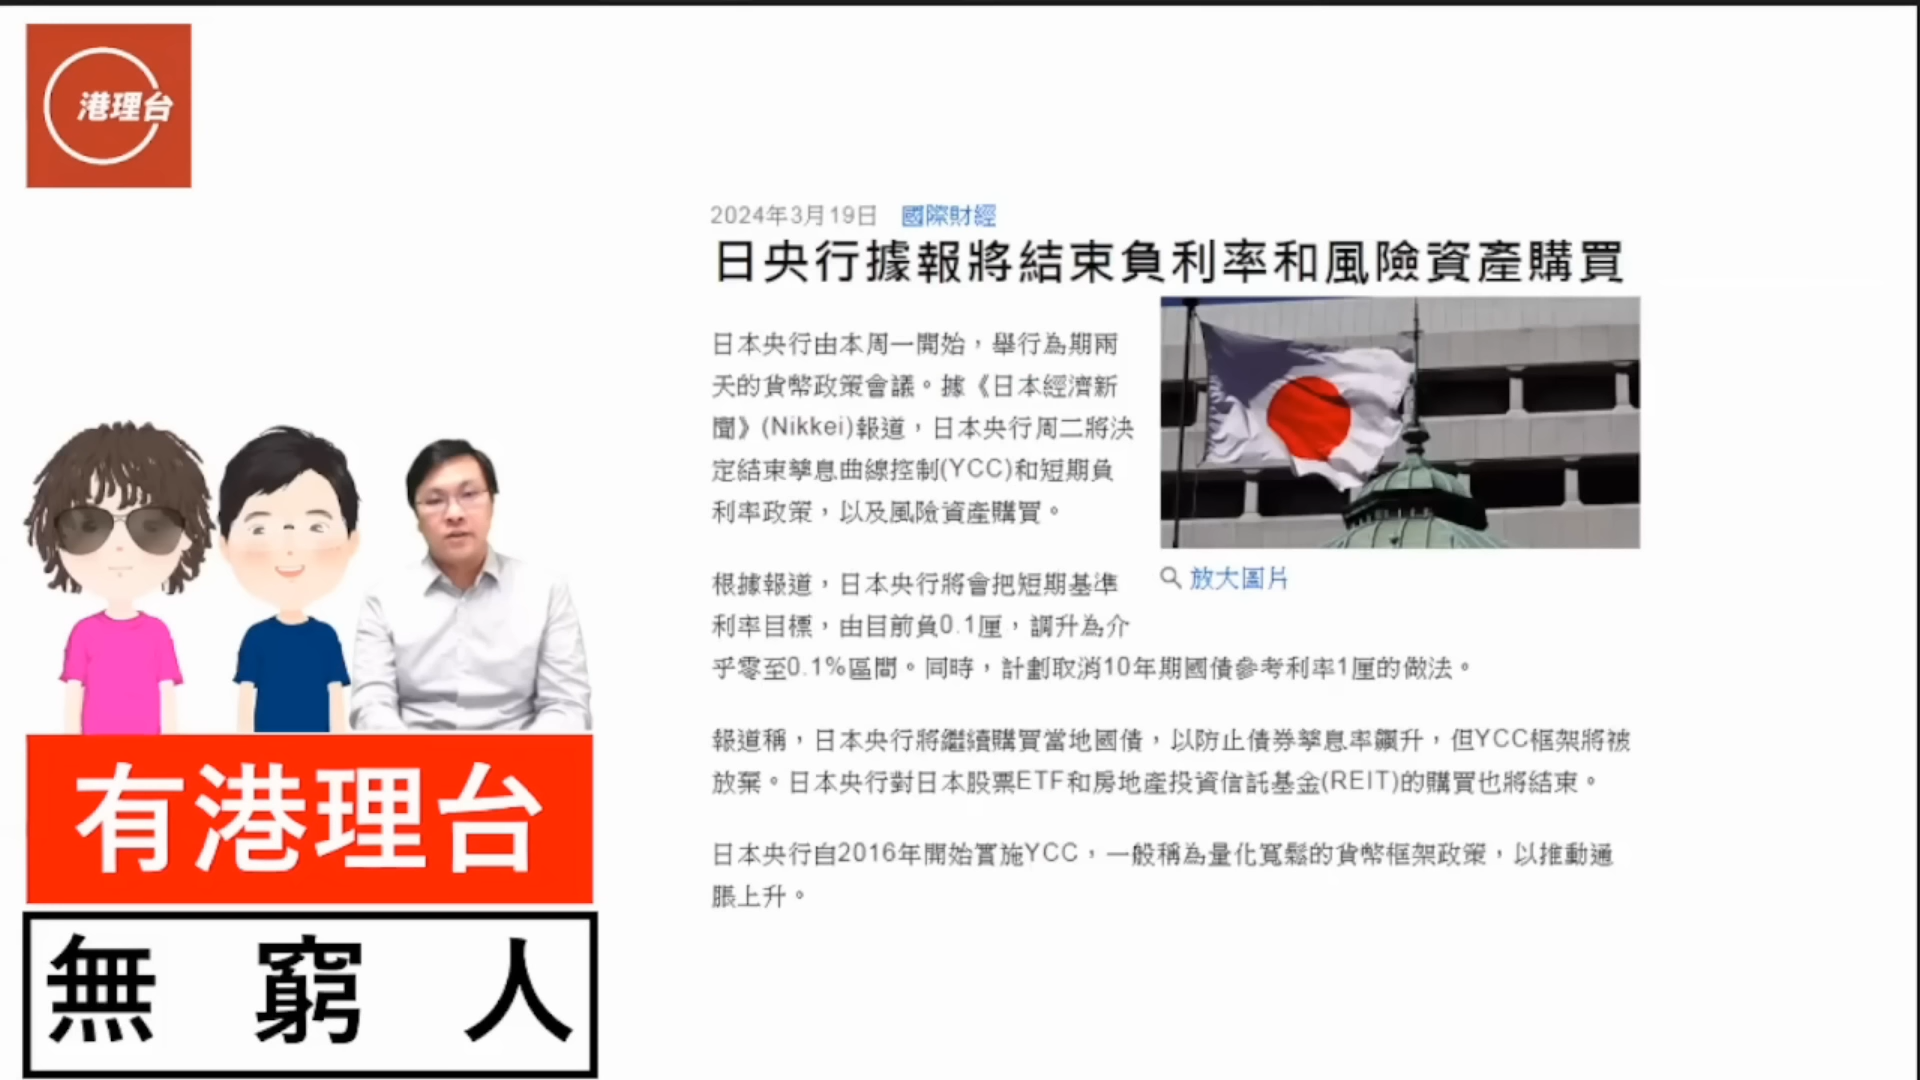 港理台
2024年3月19日 國際財經
日央行據報將結束負利率和風險資產購買
日本央行由本周一開始，舉行為期兩
天的貨幣政策會議。據《日本經濟新
聞》(Nikkei)報道，日本央行周二將決
定結束孳息曲線控制(YCC)和短期負
利率政策，以及風險資產購買。
放大圖片
根據報道，日本央行將會把短期基準
利率目標，由目前負0.1厘，調升為介
乎零至0.1%區間。同時，計劃取消10年期國債參考利率1厘的做法。
報道稱，日本央行將繼續購買當地國債，以防止債券孳息率飆升，但YCC框架將被
放棄。日本央行對日本股票ETF和房地產投資信託基金(REIT)的購買也將結束。
日本央行自2016年開始實施YCC，一般稱為量化寬鬆的貨幣框架政策，以推動通
脹上升。
有港理台
無窮人